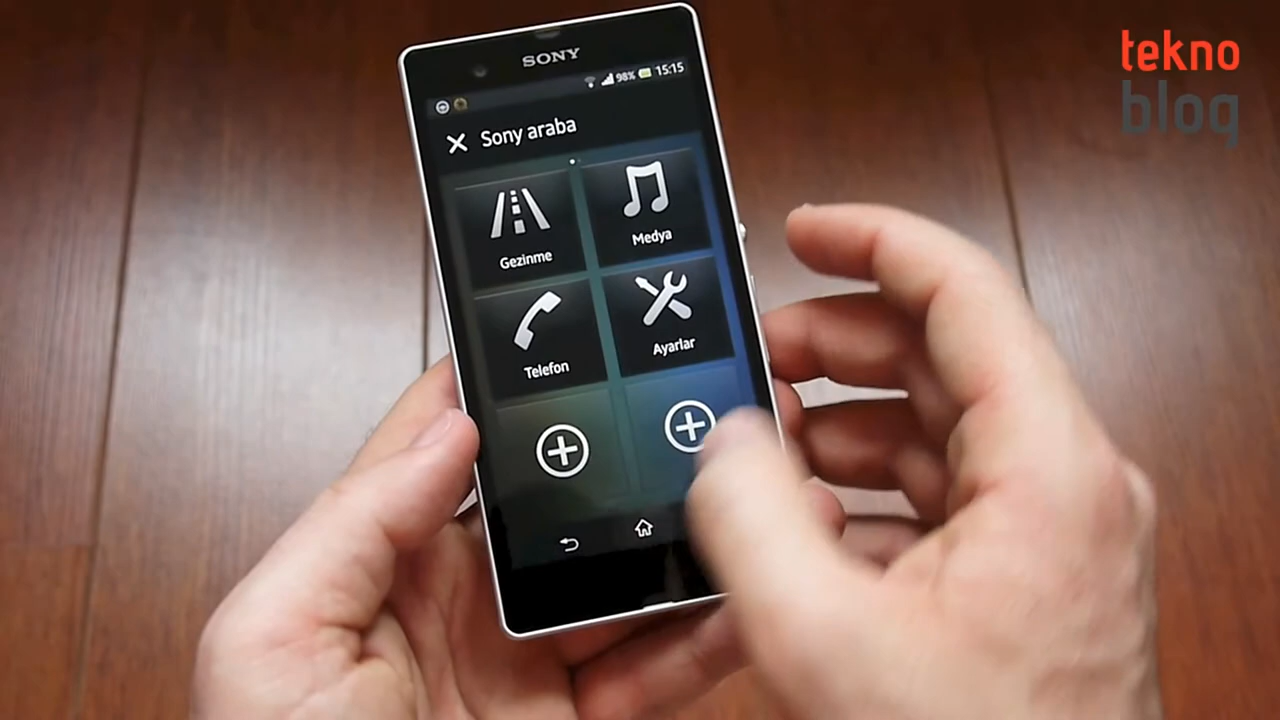 tekno
blog
SONY
98% 15:15
Sony araba
Gezinme
Medya
Telefon
Ayarlar